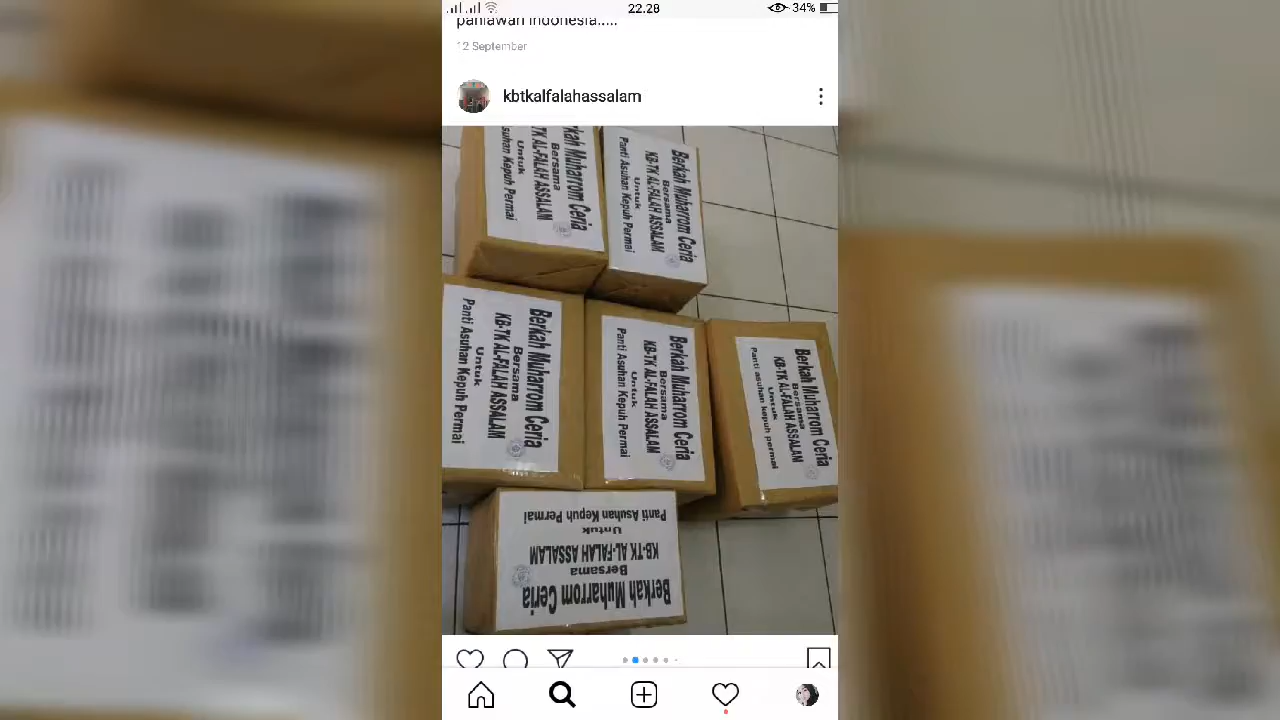 22.28
34%
pahlawan indonesia.....
12 September
kbtkalfalahassalam
Berkah Muharrom Ceria
Bersama
KB-TK AL-FALAH ASSALAM
Untuk
Panti Asuhan Kepuh Permai
Berkah Muharrom Ceria
Bersama
KB-TK AL-FALAH ASSALAM
Untuk
Panti Asuhan Kepuh Permai
Berkah Muharrom Ceria
Bersama
KB-TK AL-FALAH ASSALAM
Untuk
Panti Asuhan Kepuh Permai
Berkah Muharrom Ceria
Bersama
KB-TK AL-FALAH ASSALAM
Untuk
Panti Asuhan Kepuh Permai
Berkah Muharrom Ceria
Bersama
KB-TK AL-FALAH ASSALAM
Untuk
Panti asuhan kepuh permai
Berkah Muharrom Ceria
Bersama
KB-TK AL-FALAH ASSALAM
Untuk
Panti Asuhan Kepuh Permai